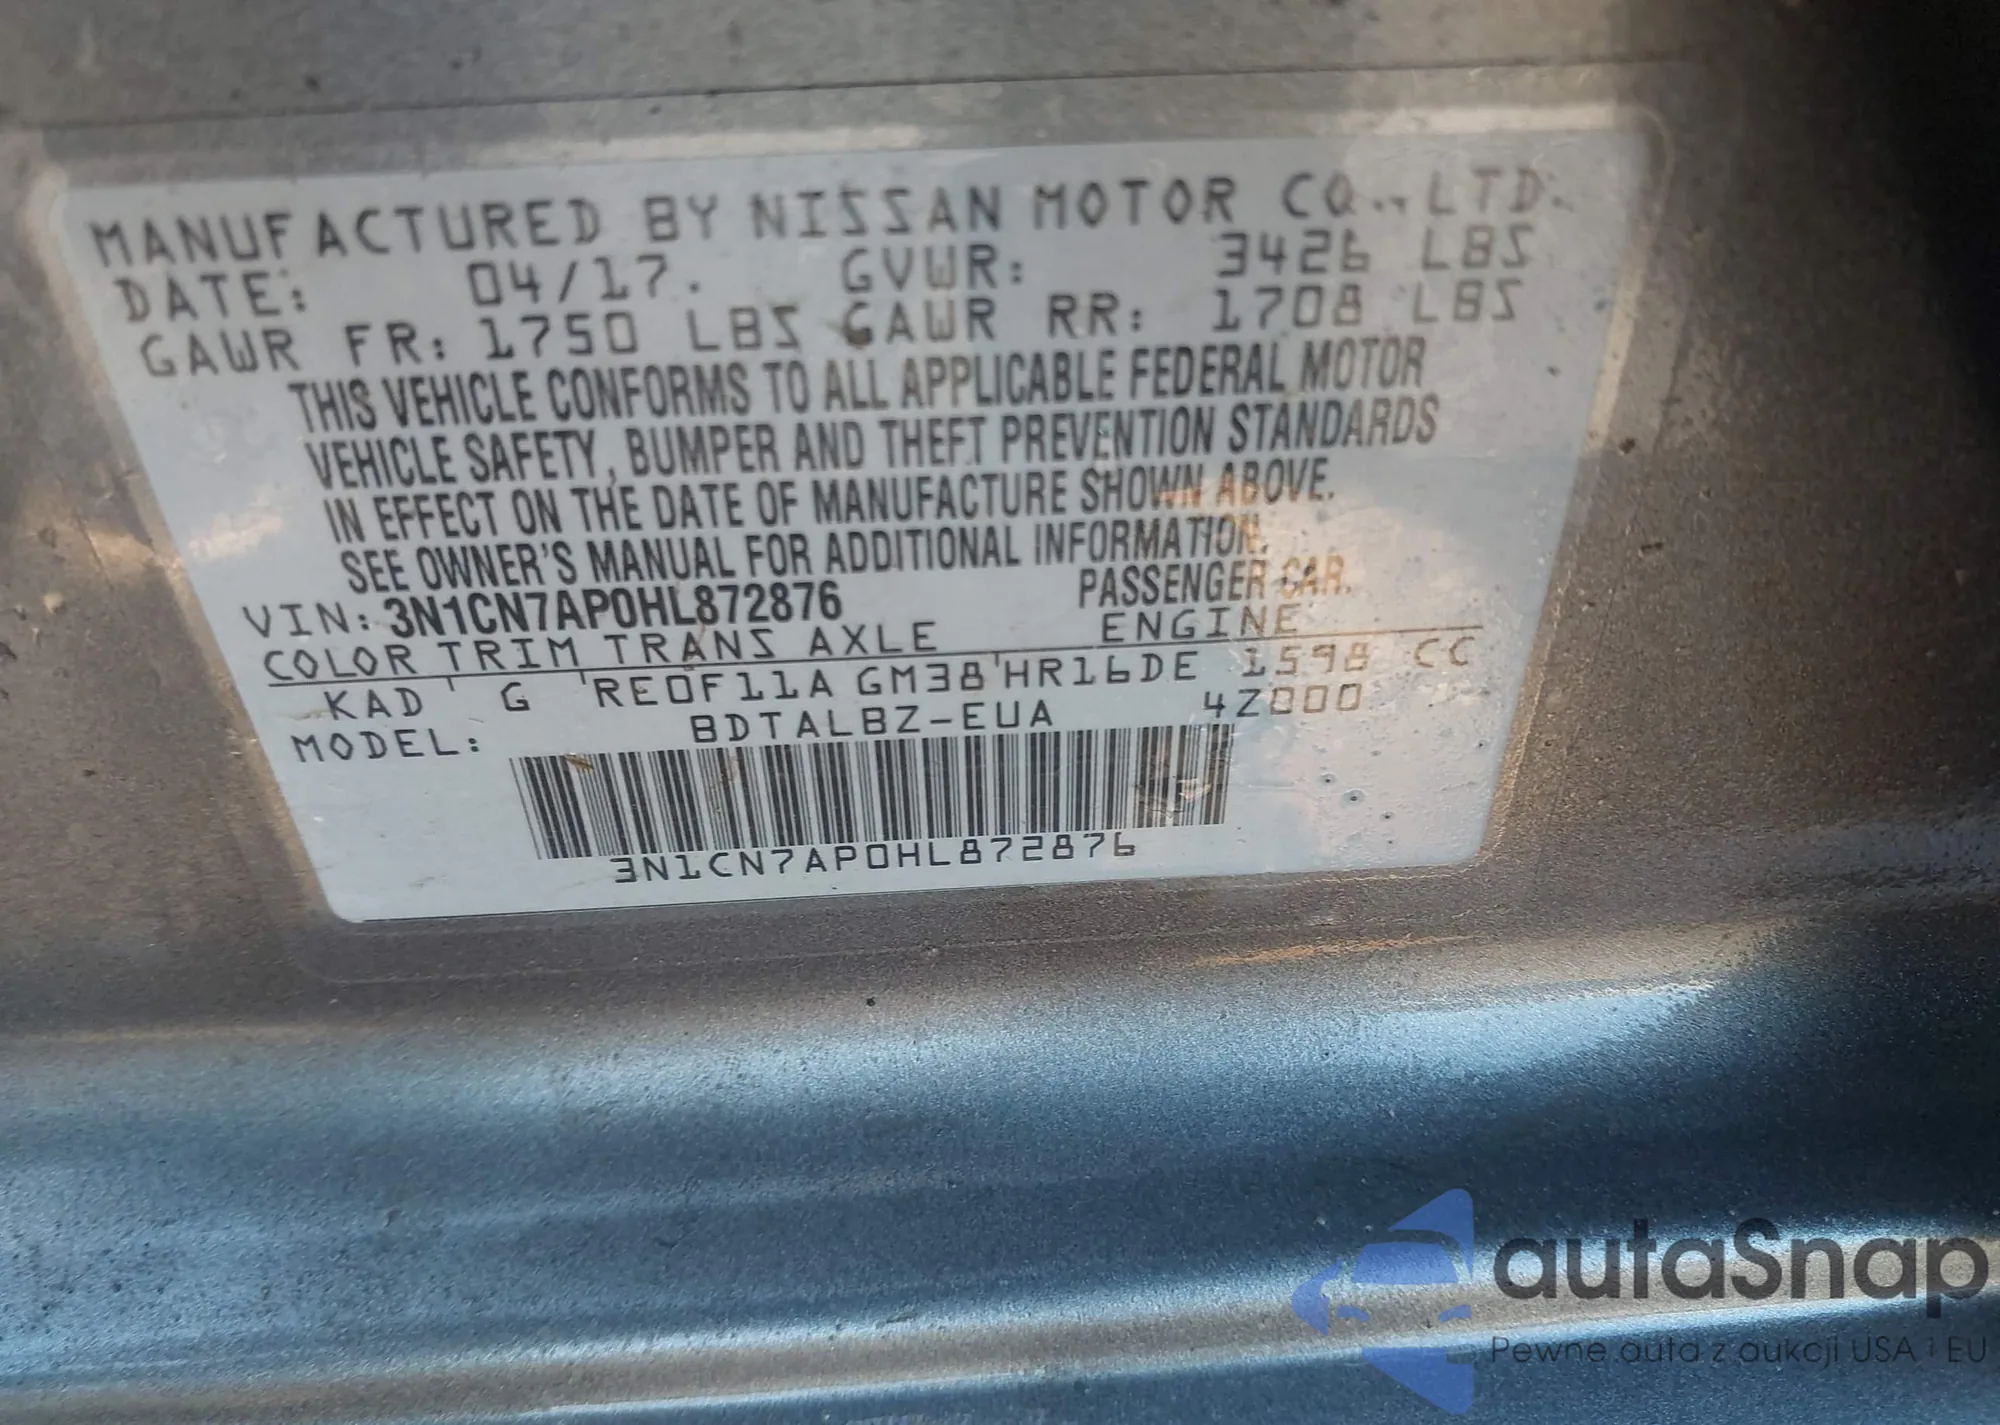 MANUFACTURED BY NISSAN MOTOR CO., LTD.
DATE: 04/17. GVWR: 3426 LBS
GAWR FR: 1750 LBS GAWR RR: 1708 LBS
THIS VEHICLE CONFORMS TO ALL APPLICABLE FEDERAL MOTOR
VEHICLE SAFETY, BUMPER AND THEFT PREVENTION STANDARDS
IN EFFECT ON THE DATE OF MANUFACTURE SHOWN ABOVE.
SEE OWNER'S MANUAL FOR ADDITIONAL INFORMATION.
VIN: 3N1CN7AP0HL872876 PASSENGER CAR.
COLOR TRIM TRANS AXLE ENGINE
KAD G RE0F11A GM38 HR16DE 1598 CC
MODEL: BDTALBZ-EUA 4Z000
3N1CN7AP0HL872876
autaSnap
Pewne auta z aukcji USA i EU